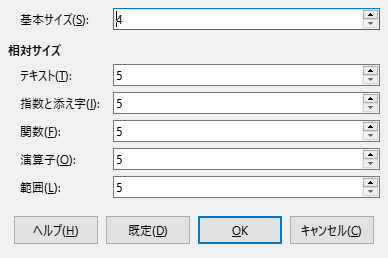 基本サイズ(S): 4
相対サイズ
テキスト(T): 5
指数と添え字(I): 5
関数(F): 5
演算子(O): 5
範囲(L): 5
ヘルプ(H) 既定(D) OK キャンセル(C)